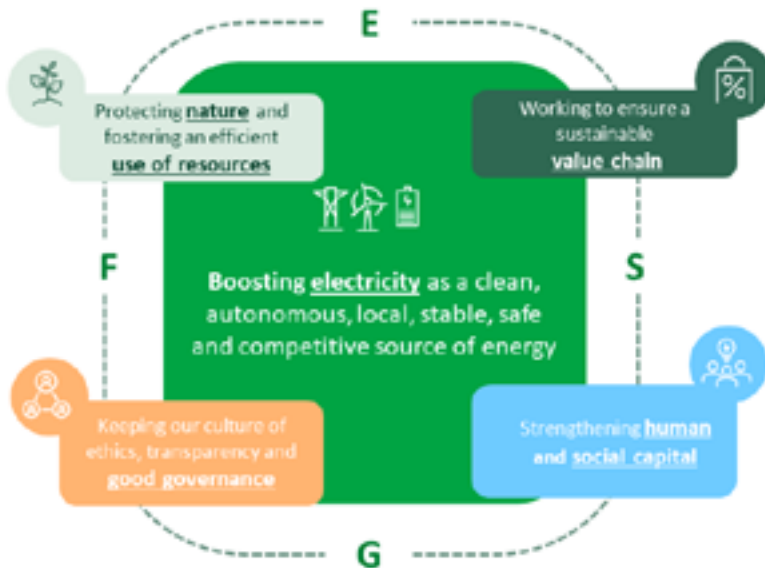 E
Protecting nature and
fostering an efficient
use of resources
Working to ensure a
sustainable
value chain
%
F
S
Boosting electricity as a clean,
autonomous, local, stable, safe
and competitive source of energy
Keeping our culture of
ethics, transparency and
good governance
Strengthening human
and social capital
G